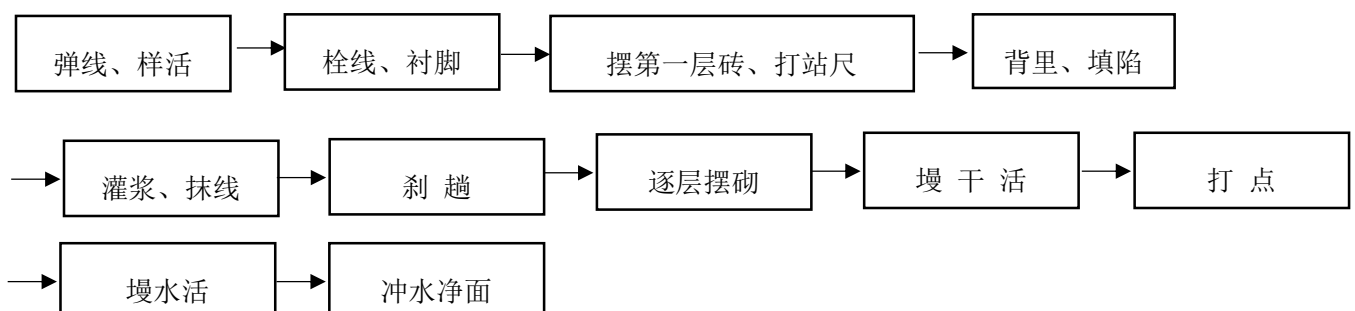 弹线、样活 栓线、衬脚 摆第一层砖、打站尺 背里、填陷
灌浆、抹线 刹 趟 逐层摆砌 墁 干 活 打 点
墁水活 冲水净面